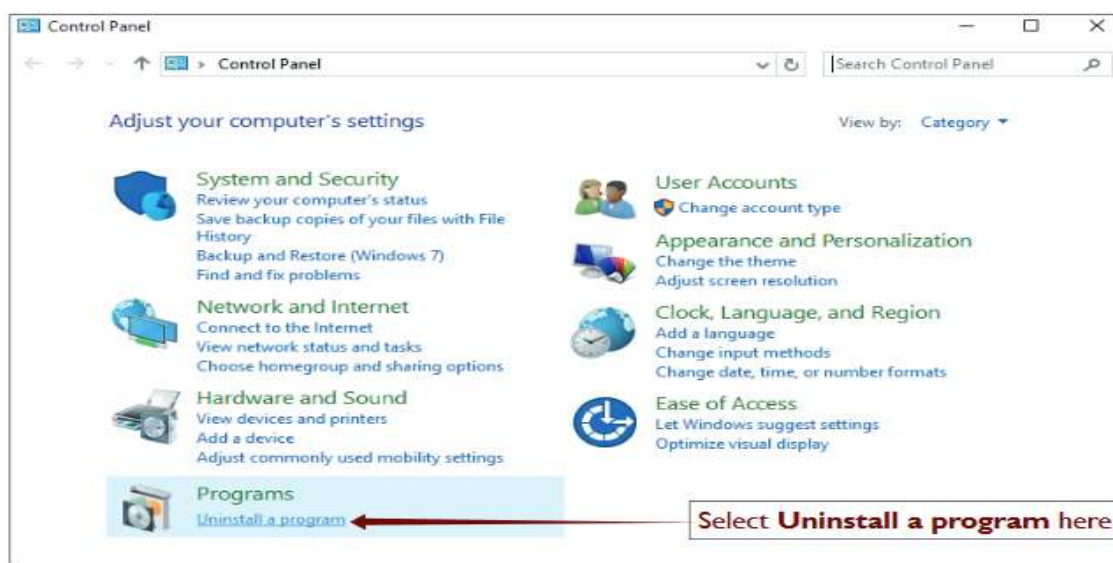 Control Panel
Control Panel
Search Control Panel
Adjust your computer's settings
View by: Category
System and Security
Review your computer's status
Save backup copies of your files with File
History
Backup and Restore (Windows 7)
Find and fix problems
Network and Internet
Connect to the Internet
View network status and tasks
Choose homegroup and sharing options
Hardware and Sound
View devices and printers
Add a device
Adjust commonly used mobility settings
Programs
Uninstall a program
User Accounts
Change account type
Appearance and Personalization
Change the theme
Adjust screen resolution
Clock, Language, and Region
Add a language
Change input methods
Change date, time, or number formats
Ease of Access
Let Windows suggest settings
Optimize visual display
Select Uninstall a program here